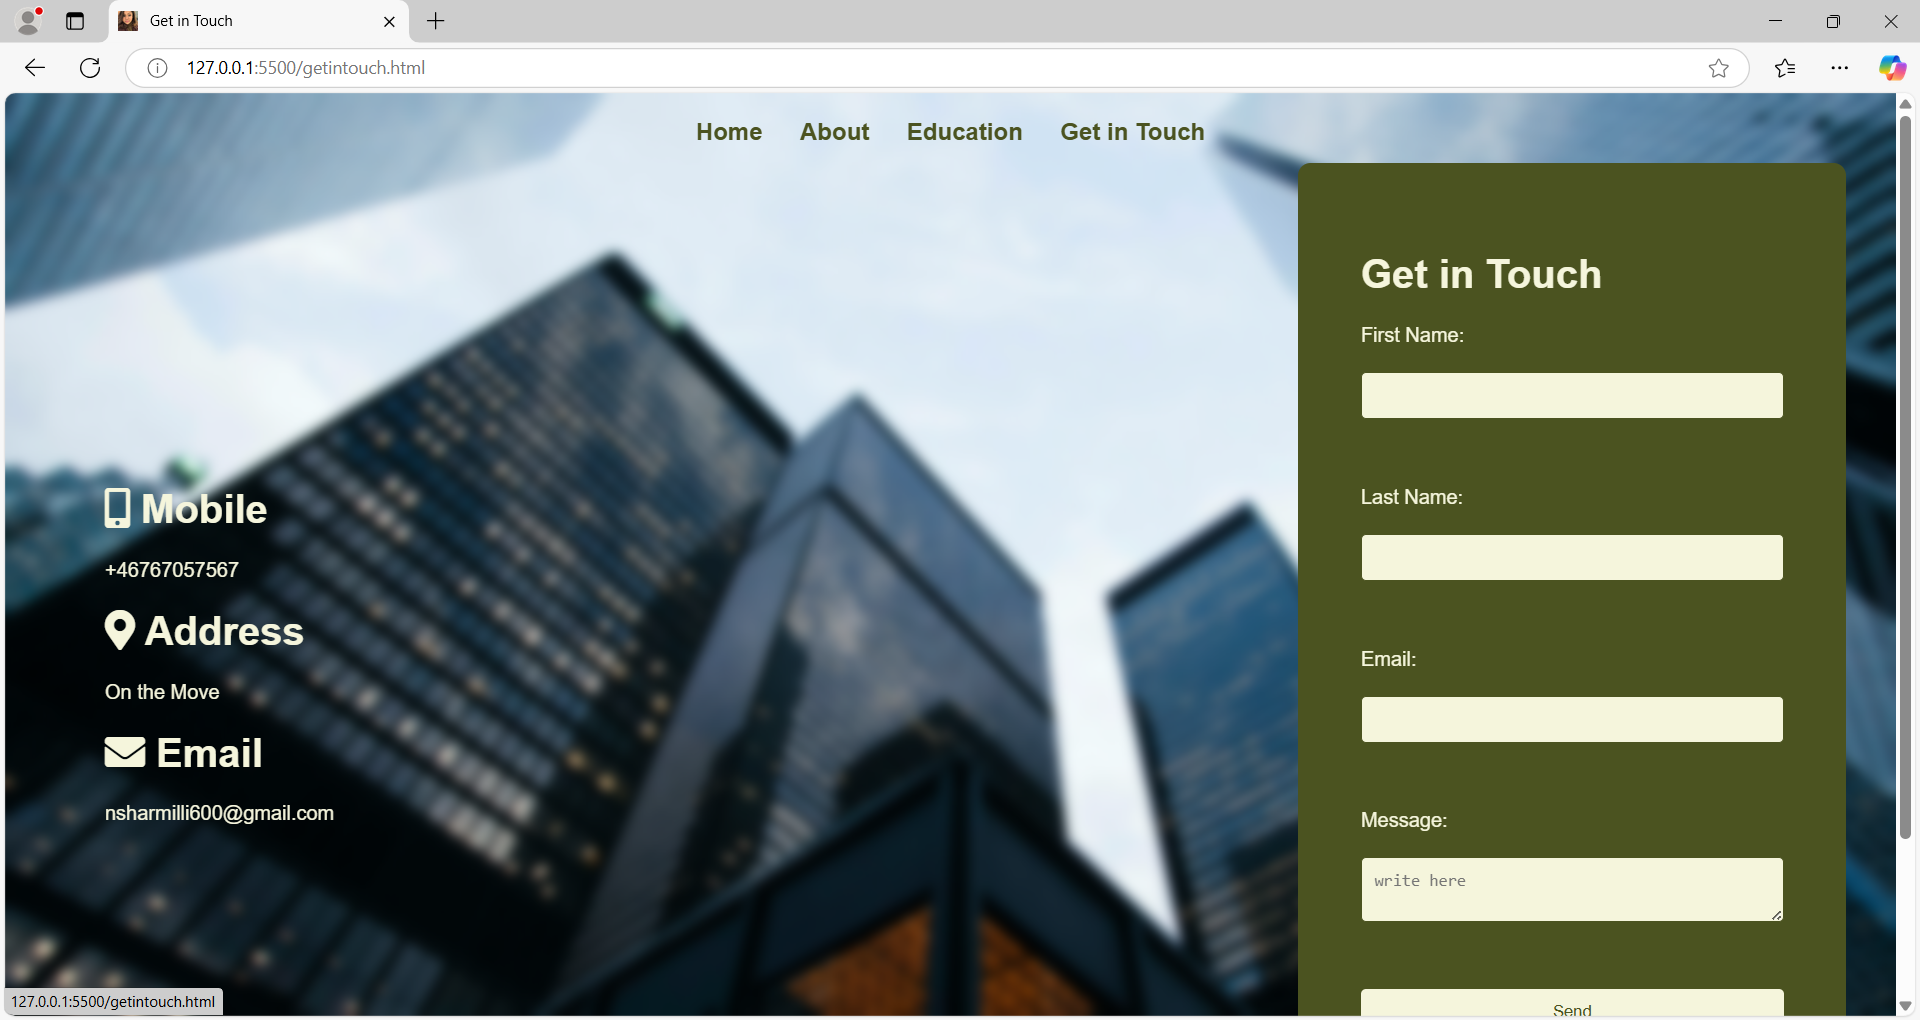 Get in Touch
127.0.0.1:5500/getintouch.html
Home About Education Get in Touch
Mobile
+46767057567
Address
On the Move
Email
nsharmilli600@gmail.com
Get in Touch
First Name:
Last Name:
Email:
Message:
write here
Send
127.0.0.1:5500/getintouch.html